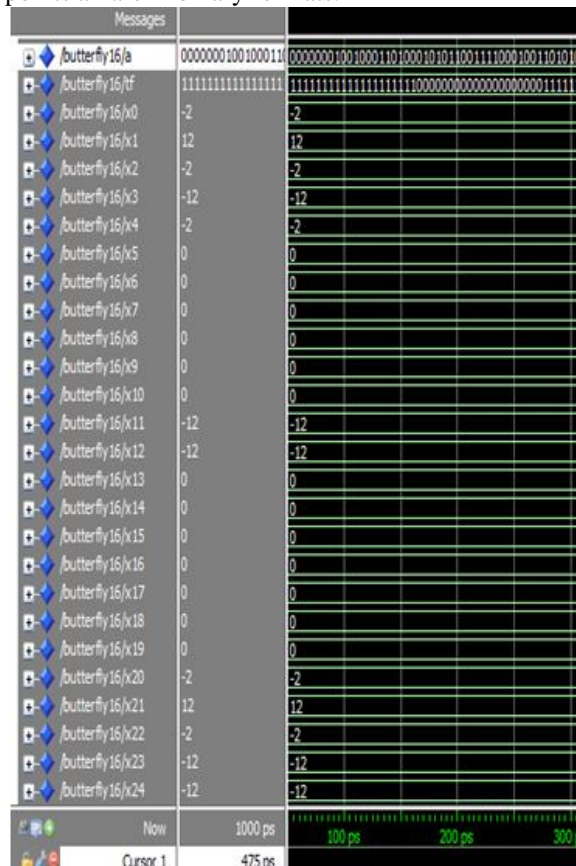 Messages
/butterfly16/a 0000000100100011 0000000100100011010001010110011110001001101010
/butterfly16/tf 1111111111111111
/butterfly16/x0 -2 -2
/butterfly16/x1 12 12
/butterfly16/x2 -2 -2
/butterfly16/x3 -12 -12
/butterfly16/x4 -2 -2
/butterfly16/x5 0 0
/butterfly16/x6 0 0
/butterfly16/x7 0 0
/butterfly16/x8 0 0
/butterfly16/x9 0 0
/butterfly16/x10 0 0
/butterfly16/x11 -12 -12
/butterfly16/x12 -12 -12
/butterfly16/x13 0 0
/butterfly16/x14 0 0
/butterfly16/x15 0 0
/butterfly16/x16 0 0
/butterfly16/x17 0 0
/butterfly16/x18 0 0
/butterfly16/x19 0 0
/butterfly16/x20 -2 -2
/butterfly16/x21 12 12
/butterfly16/x22 -2 -2
/butterfly16/x23 -12 -12
/butterfly16/x24 -12 -12
Now 1000 ps 100 ps 200 ps 300
Cursor 1 475 ps